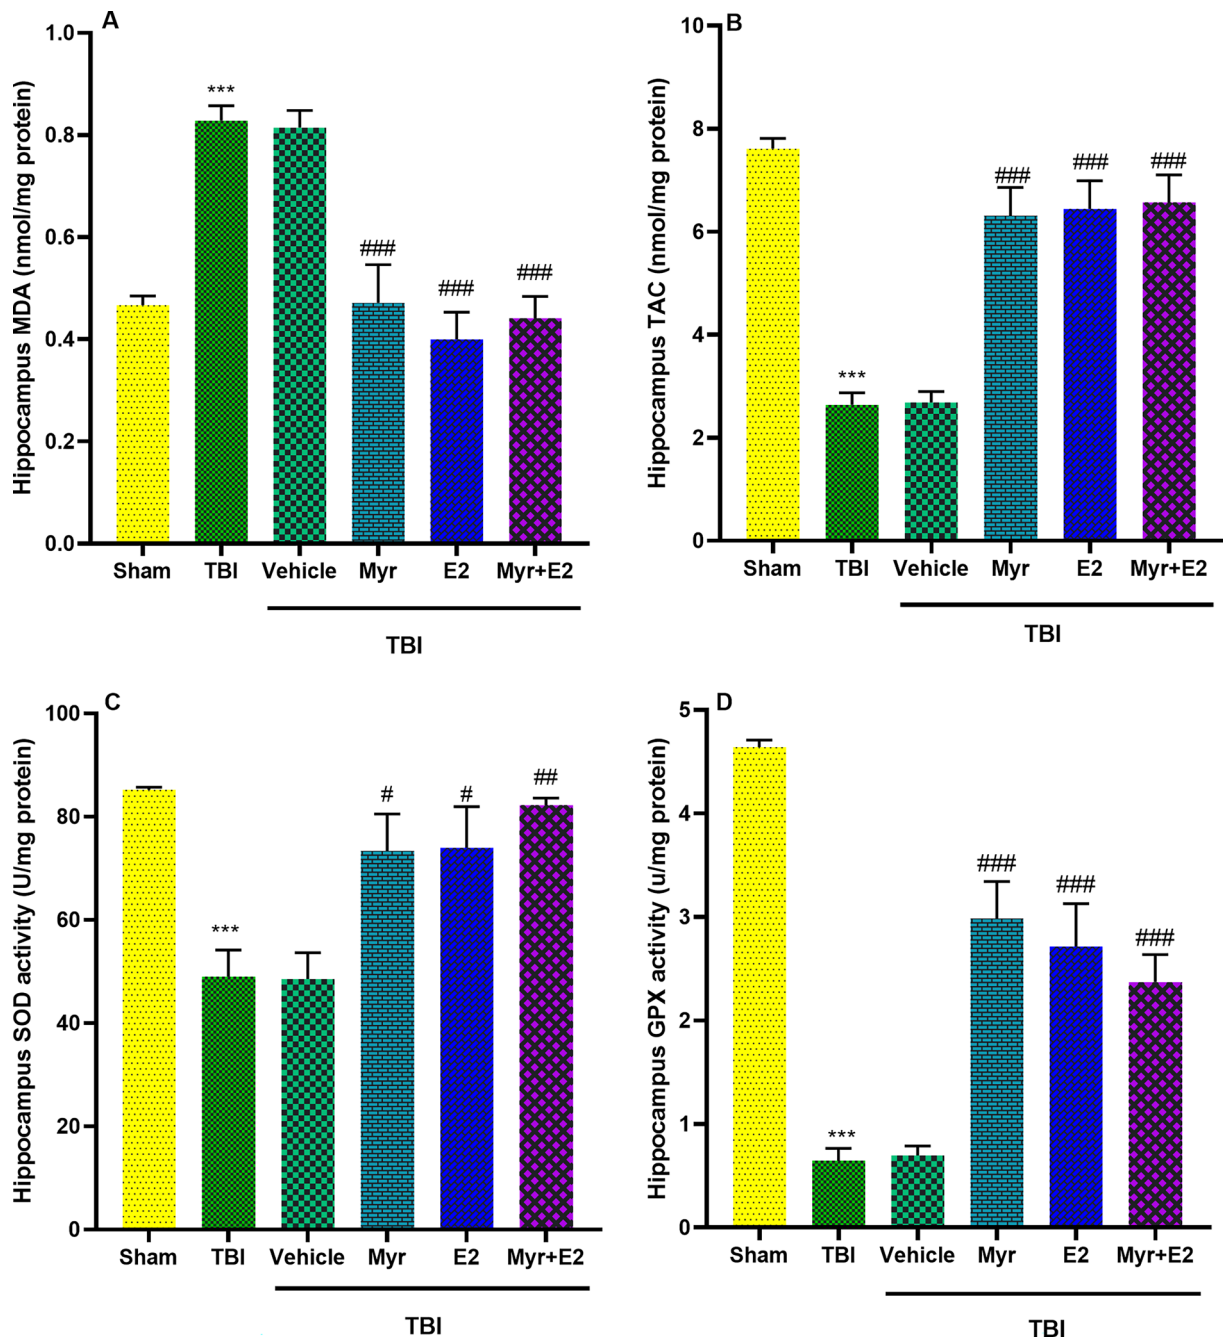 A
Hippocampus MDA (nmol/mg protein)
1.0
0.8
0.6
0.4
0.2
0.0
***
###
###
###
Sham TBI Vehicle Myr E2 Myr+E2
TBI
B
Hippocampus TAC (nmol/mg protein)
10
8
6
4
2
0
***
###
###
###
Sham TBI Vehicle Myr E2 Myr+E2
TBI
C
Hippocampus SOD activity (U/mg protein)
100
80
60
40
20
0
***
#
#
##
Sham TBI Vehicle Myr E2 Myr+E2
TBI
D
Hippocampus GPX activity (u/mg protein)
5
4
3
2
1
0
***
###
###
###
Sham TBI Vehicle Myr E2 Myr+E2
TBI